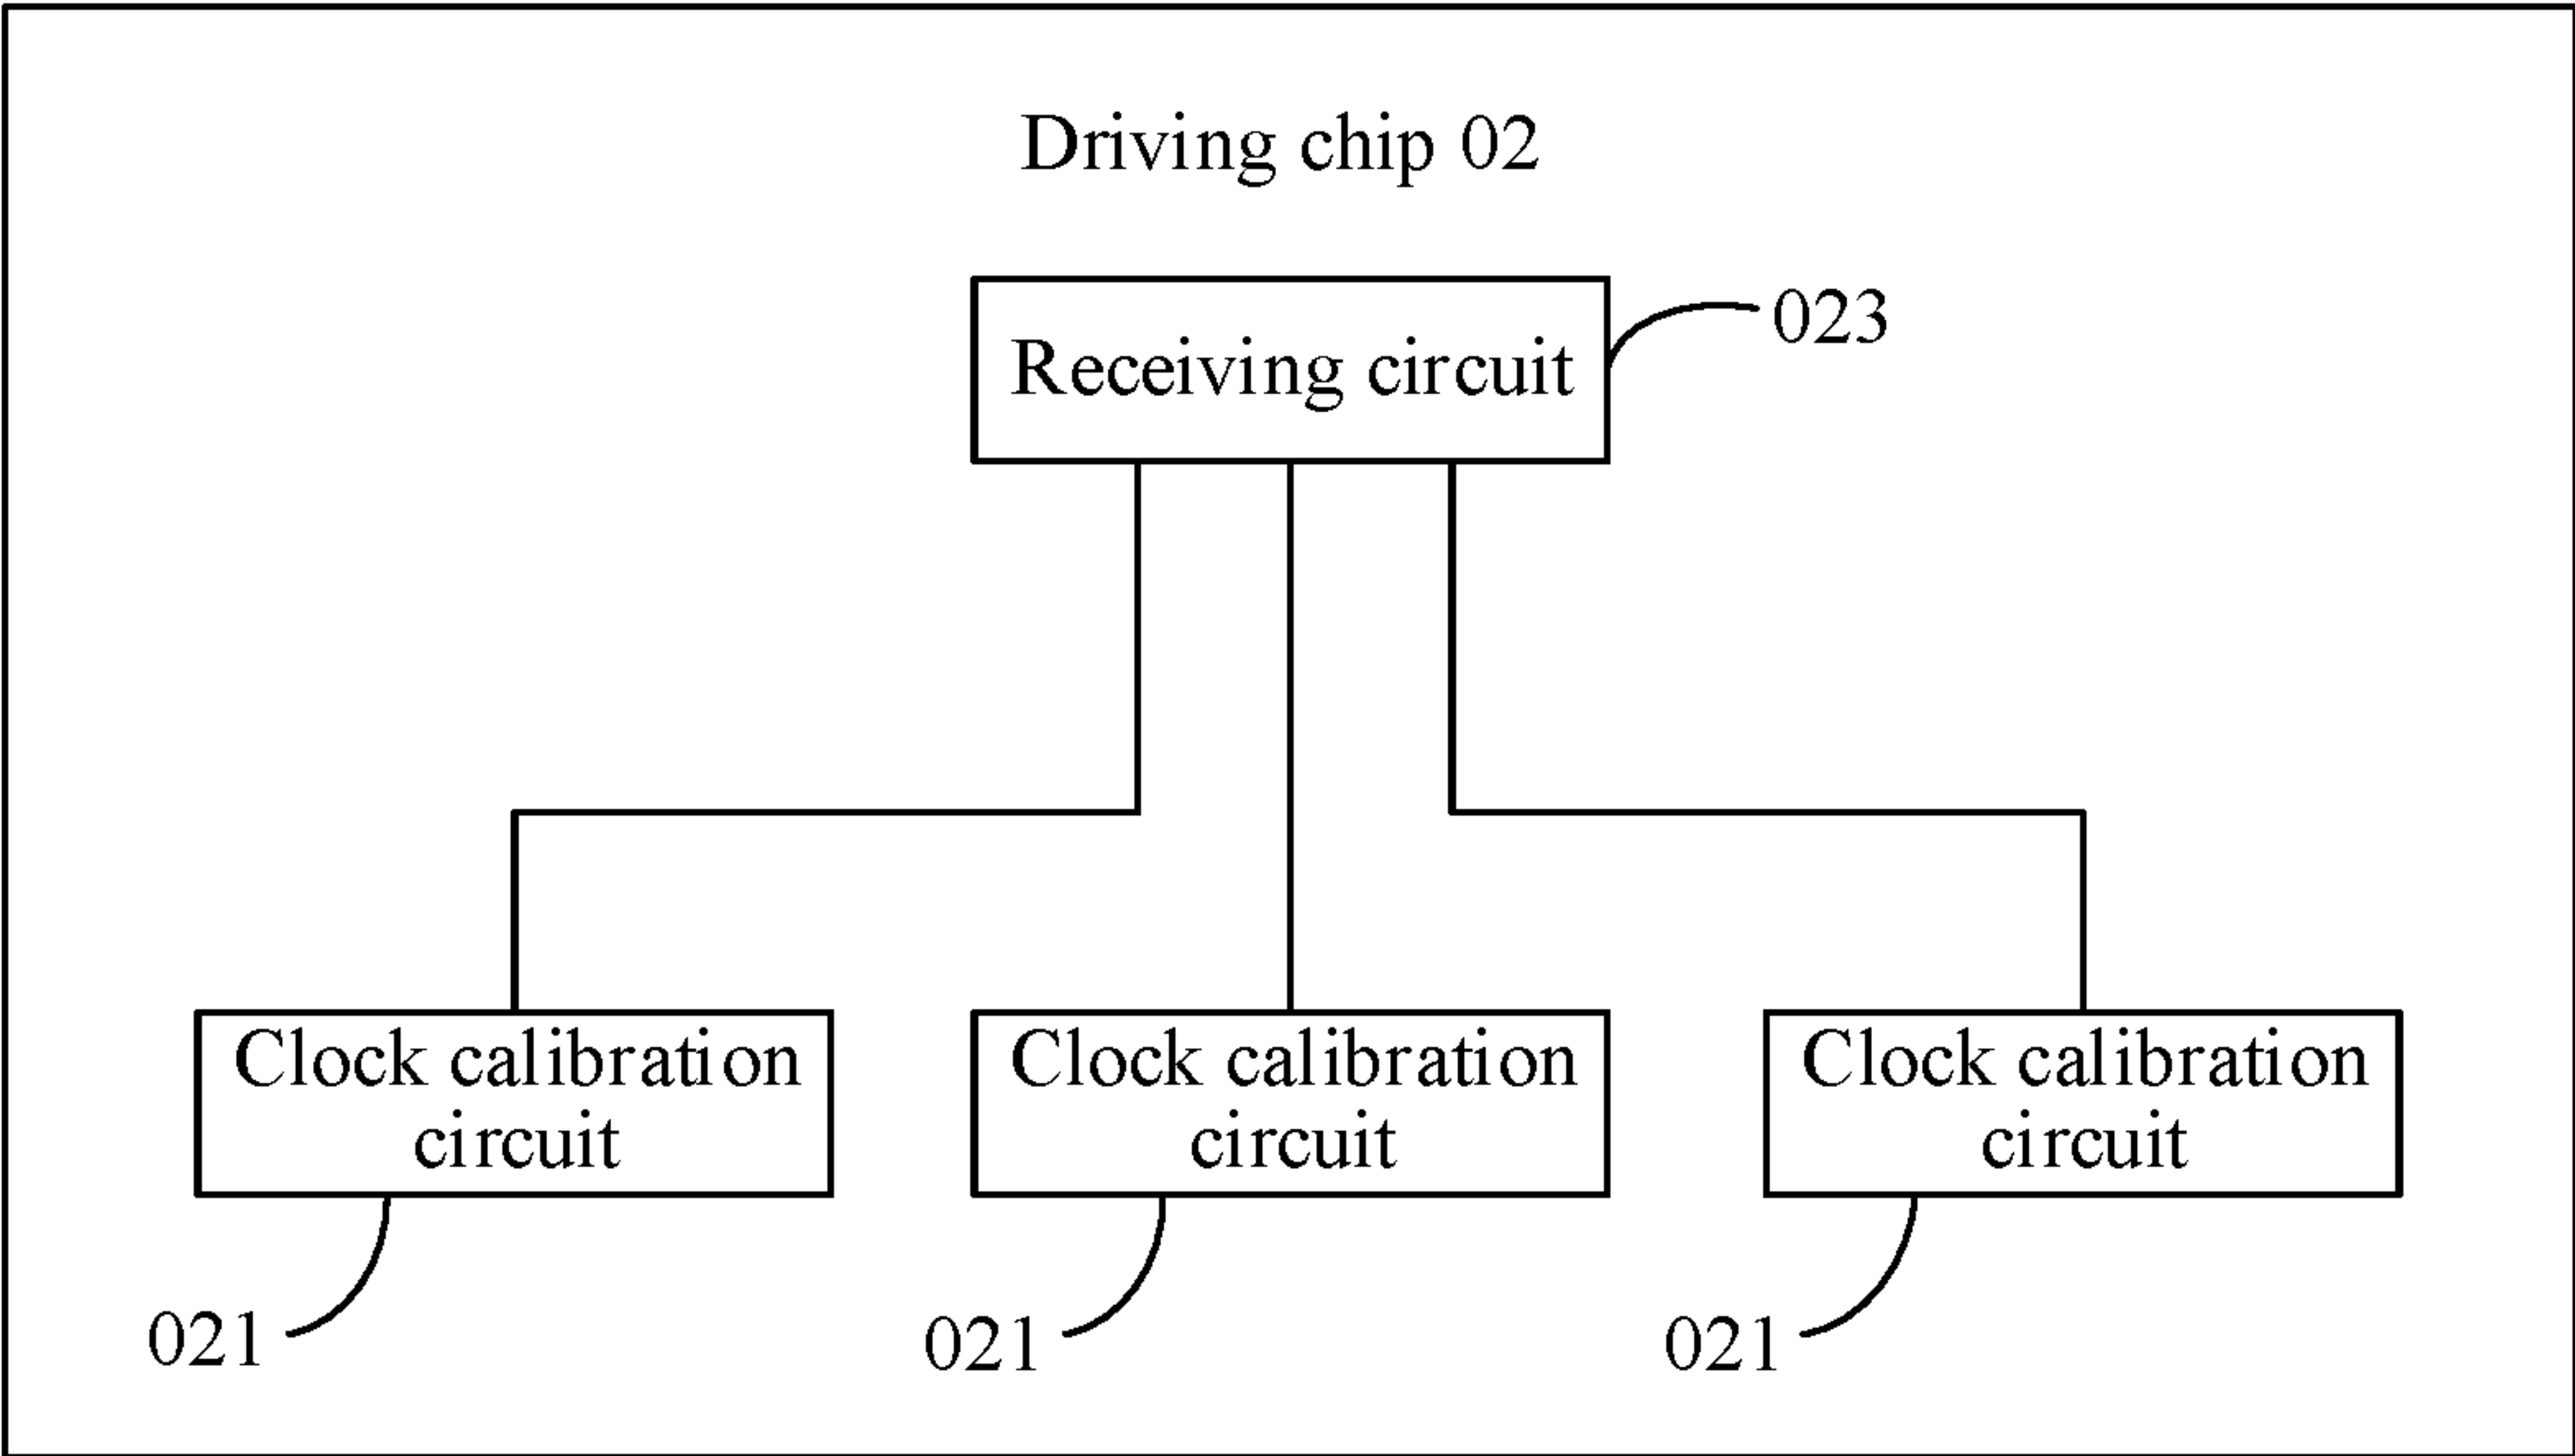 Driving chip 02
Receiving circuit
023
Clock calibration
circuit
Clock calibration
circuit
Clock calibration
circuit
021
021
021